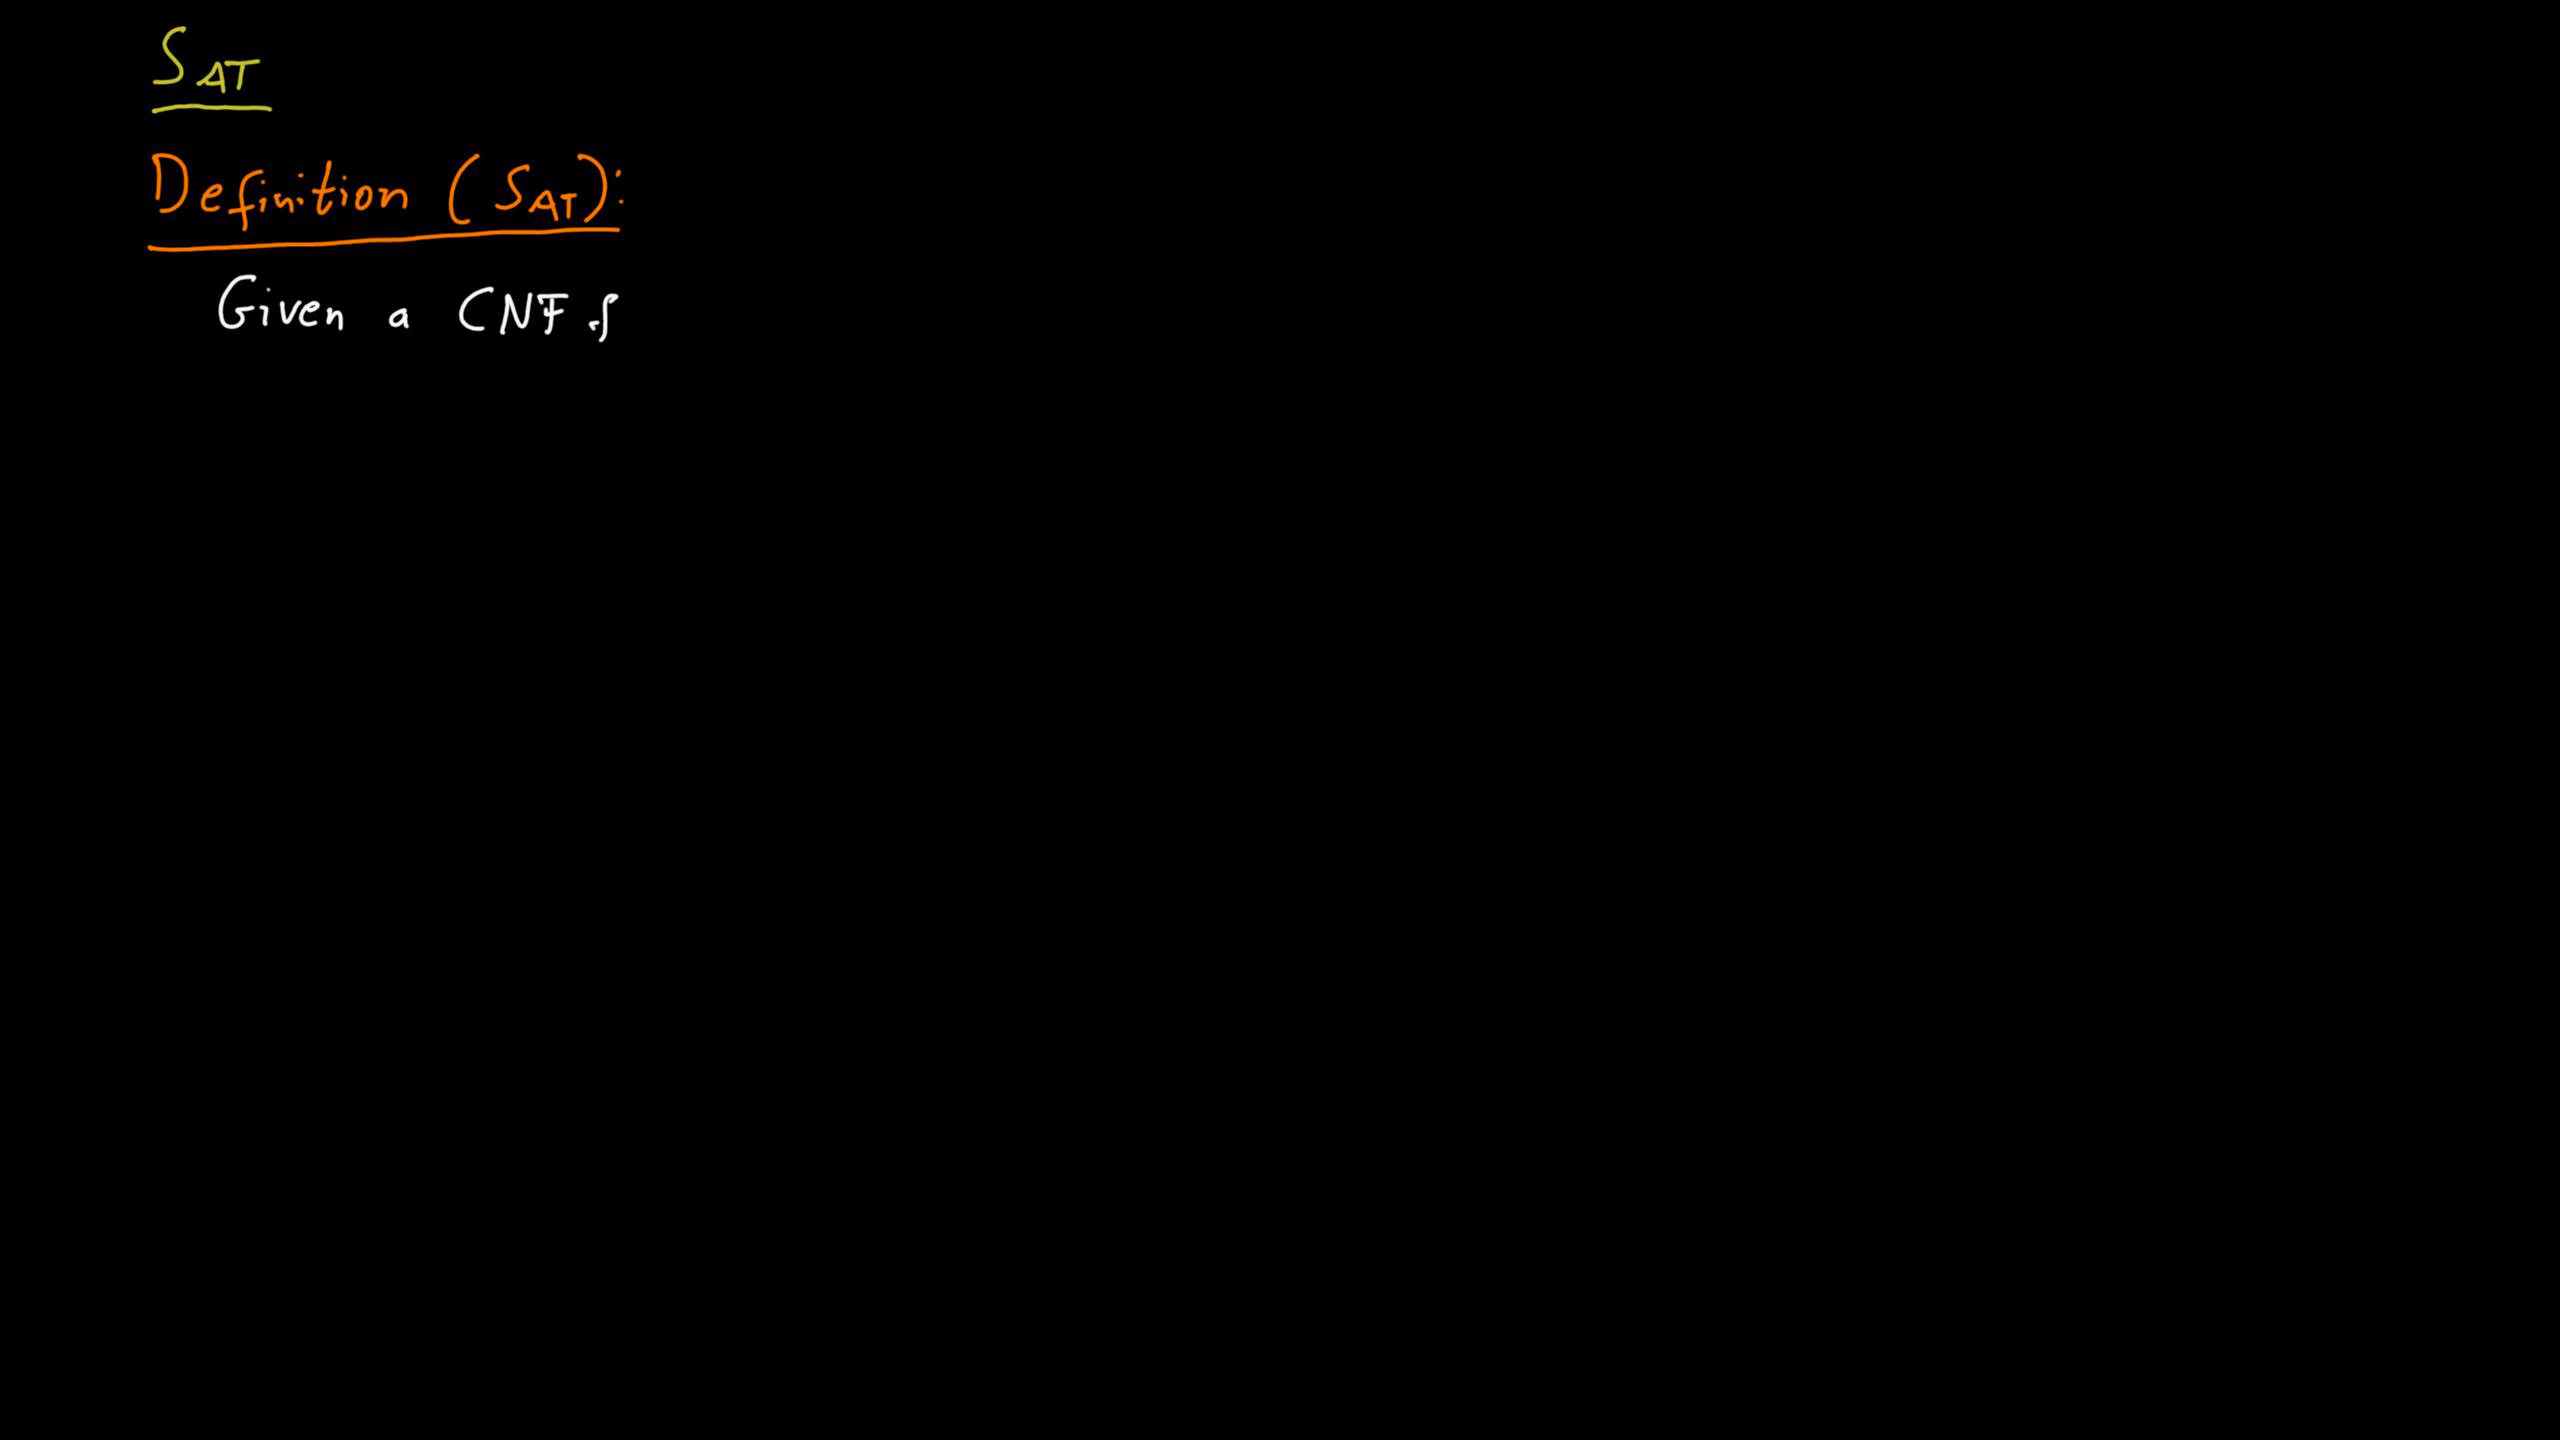 SAT
Definition (SAT):
Given a CNF